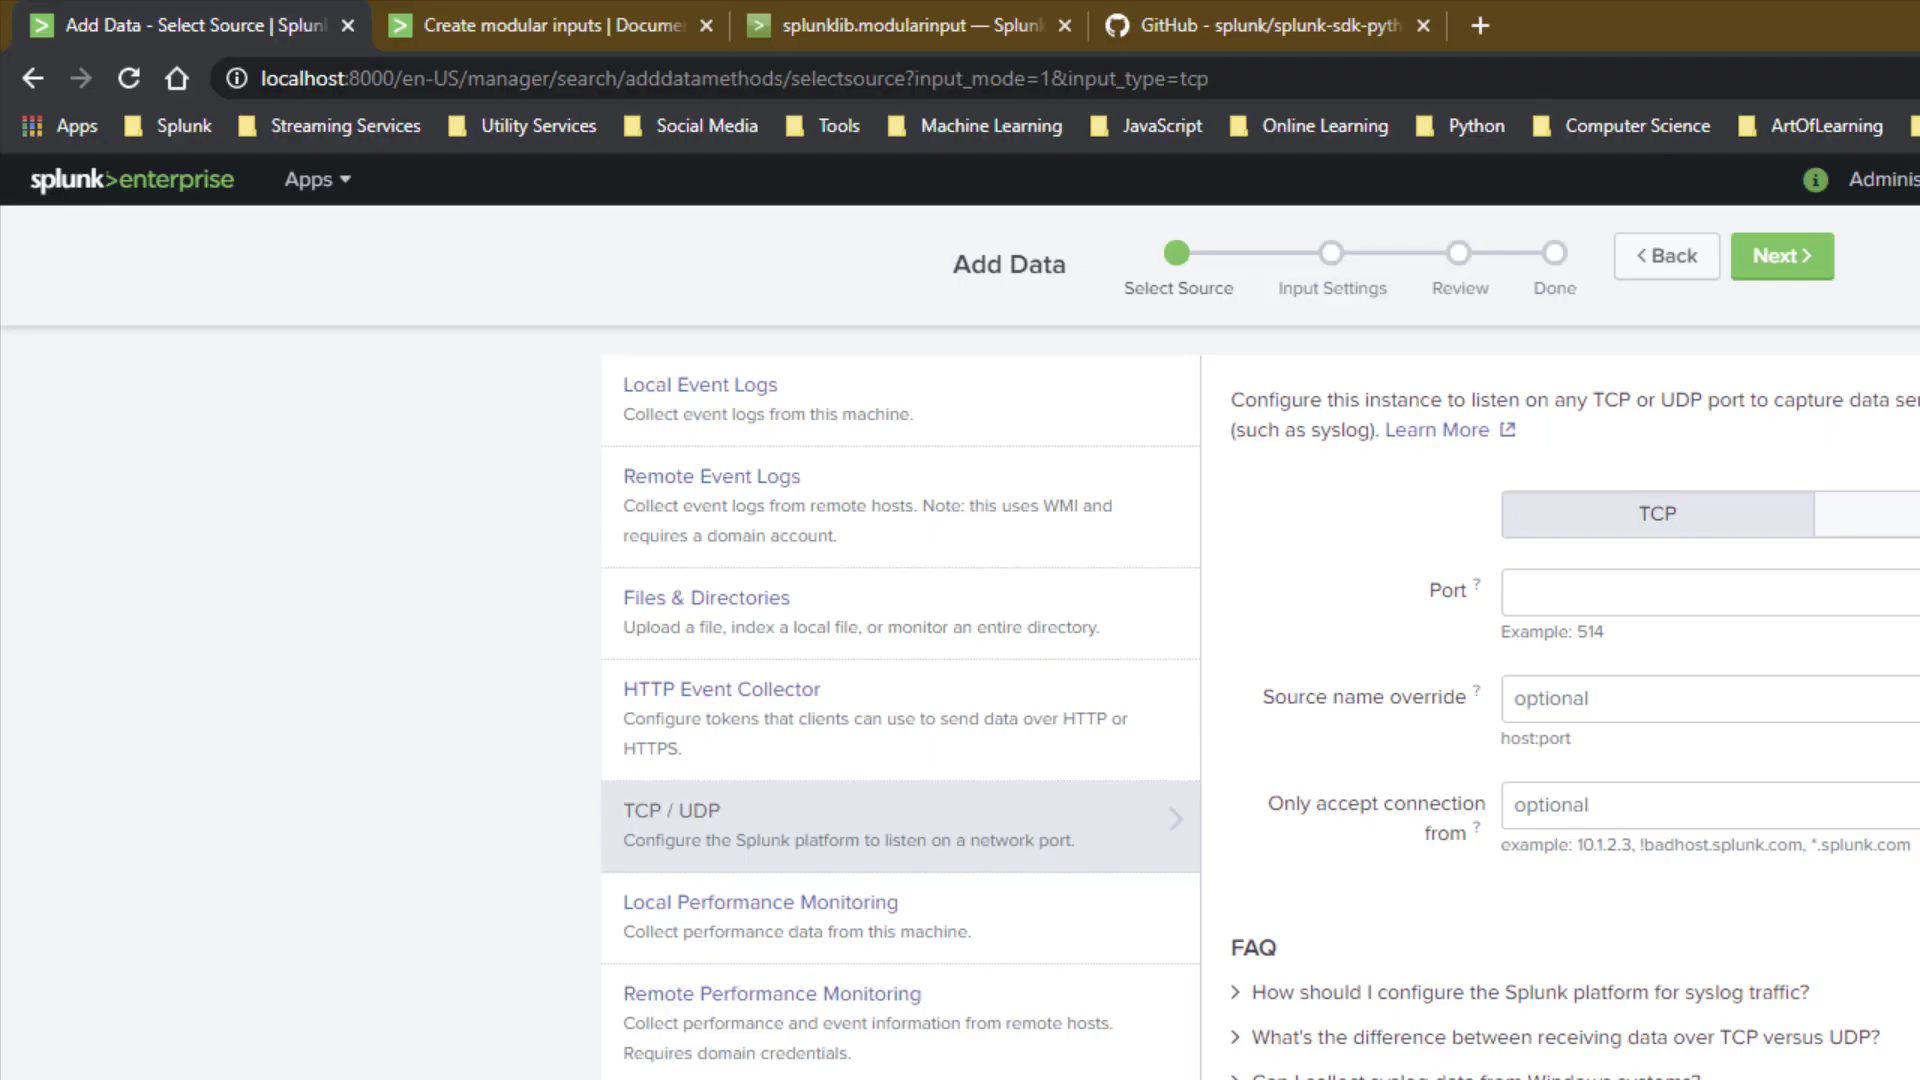 Add Data - Select Source | Splun
Create modular inputs | Docume
splunklib.modularinput — Splunk
GitHub - splunk/splunk-sdk-pyth
localhost:8000/en-US/manager/search/adddatamethods/selectsource?input_mode=1&input_type=tcp
Apps Splunk Streaming Services Utility Services Social Media Tools Machine Learning JavaScript Online Learning Python Computer Science ArtOfLearning
splunk>enterprise Apps Adminis
Add Data
Select Source Input Settings Review Done
< Back Next >
Local Event Logs
Collect event logs from this machine.
Remote Event Logs
Collect event logs from remote hosts. Note: this uses WMI and
requires a domain account.
Files & Directories
Upload a file, index a local file, or monitor an entire directory.
HTTP Event Collector
Configure tokens that clients can use to send data over HTTP or
HTTPS.
TCP / UDP
Configure the Splunk platform to listen on a network port.
Local Performance Monitoring
Collect performance data from this machine.
Remote Performance Monitoring
Collect performance and event information from remote hosts.
Requires domain credentials.
Configure this instance to listen on any TCP or UDP port to capture data se
(such as syslog). Learn More
TCP
Port ?
Example: 514
Source name override ? optional
host:port
Only accept connection
from ?
optional
example: 10.1.2.3, !badhost.splunk.com, *.splunk.com
FAQ
> How should I configure the Splunk platform for syslog traffic?
> What's the difference between receiving data over TCP versus UDP?
> Can I collect syslog data from Windows systems?